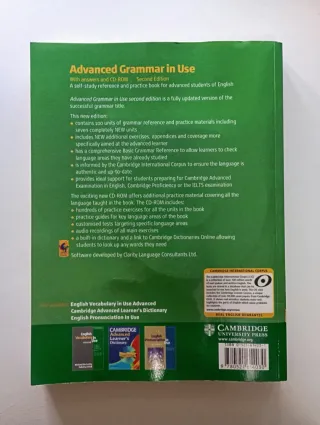 Advanced Grammar in Use
With answers and CD-ROM Second Edition
A self-study reference and practice book for advanced students of English
Advanced Grammar in Use second edition is a fully updated version of the
successful grammar title.
This new edition:
• contains 100 units of grammar reference and practice materials including
seven completely NEW units
• includes NEW additional exercises, appendices and coverage more
specifically aimed at the advanced learner
• has a comprehensive Basic Grammar Reference to allow learners to check
language areas they have already studied
• is informed by the Cambridge International Corpus to ensure the language is
authentic and up-to-date
• provides ideal support for students preparing for Cambridge Advanced
Examination in English, Cambridge Proficiency or the IELTS examination
The exciting new CD-ROM offers additional practice material covering all the
language taught in the book. The CD-ROM includes:
• hundreds of practice exercises for all the units in the book
• practice guides for key language areas of the book
• customised tests targeting specific language areas
• audio recordings of all main exercises
• a built-in dictionary and a link to Cambridge Dictionaries Online allowing
students to look up any words they need
Software developed by Clarity Language Consultants Ltd.
CAMBRIDGE INTERNATIONAL CORPUS
REAL ENGLISH GUARANTEE
English Vocabulary in Use Advanced
Cambridge Advanced Learner's Dictionary
English Pronunciation in Use
CAMBRIDGE
Advanced
Learner's
Dictionary
CAMBRIDGE
UNIVERSITY PRESS
www.cambridge.org